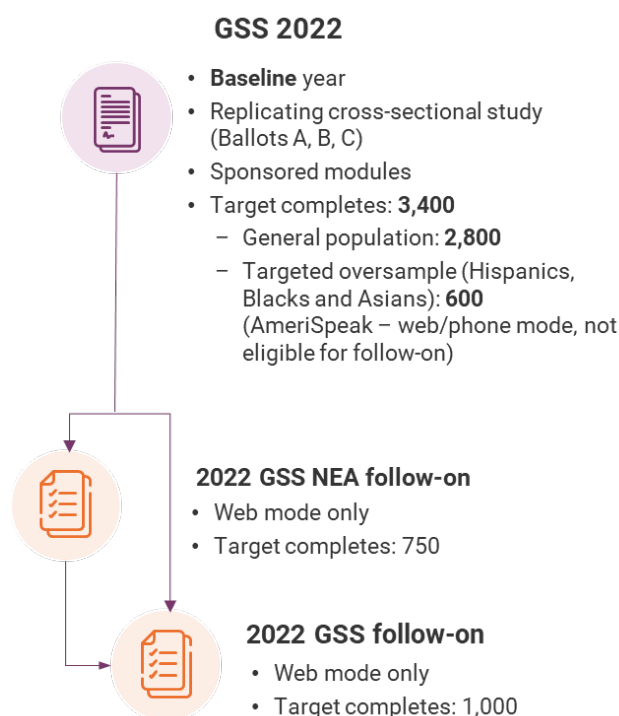 GSS 2022
• Baseline year
• Replicating cross-sectional study
(Ballots A, B, C)
• Sponsored modules
• Target completes: 3,400
– General population: 2,800
– Targeted oversample (Hispanics,
Blacks and Asians): 600
(AmeriSpeak – web/phone mode, not
eligible for follow-on)
2022 GSS NEA follow-on
• Web mode only
• Target completes: 750
2022 GSS follow-on
• Web mode only
• Target completes: 1,000